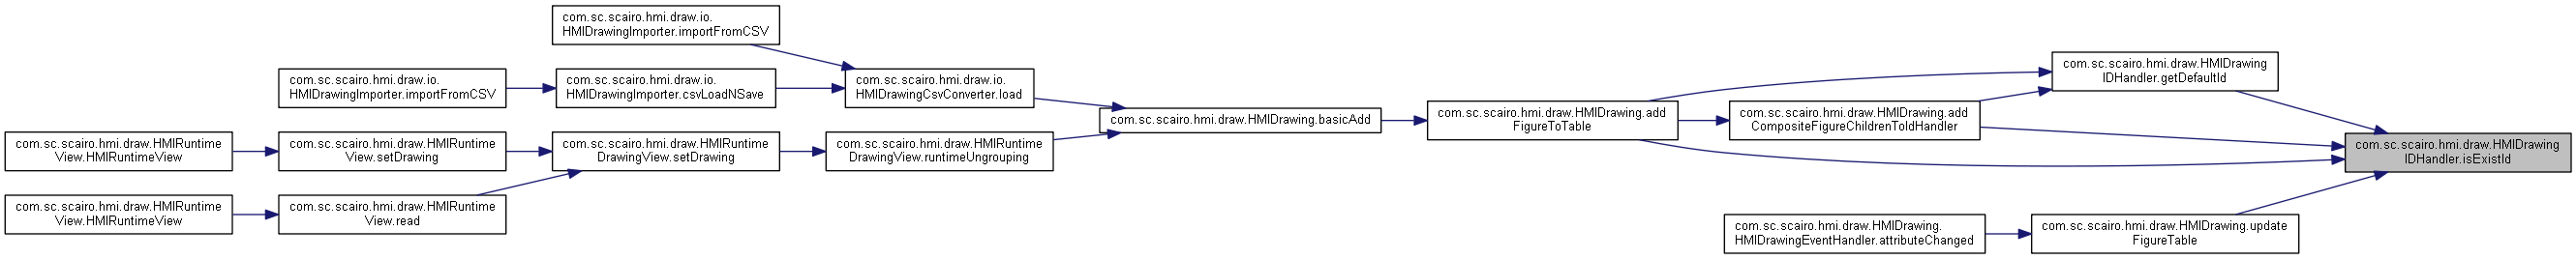 com.sc.scairo.hmi.draw.io.
HMIDrawingImporter.importFromCSV
com.sc.scairo.hmi.draw.io.
HMIDrawingImporter.importFromCSV
com.sc.scairo.hmi.draw.io.
HMIDrawingImporter.csvLoadNSave
com.sc.scairo.hmi.draw.io.
HMIDrawingCsvConverter.load
com.sc.scairo.hmi.draw.HMIDrawing.basicAdd
com.sc.scairo.hmi.draw.HMIDrawing.add
FigureToTable
com.sc.scairo.hmi.draw.HMIDrawing.add
CompositeFigureChildrenToIdHandler
com.sc.scairo.hmi.draw.HMIDrawing
IDHandler.getDefaultId
com.sc.scairo.hmi.draw.HMIDrawing
IDHandler.isExistId
com.sc.scairo.hmi.draw.HMIRuntime
View.HMIRuntimeView
com.sc.scairo.hmi.draw.HMIRuntime
View.setDrawing
com.sc.scairo.hmi.draw.HMIRuntime
DrawingView.setDrawing
com.sc.scairo.hmi.draw.HMIRuntime
DrawingView.runtimeUngrouping
com.sc.scairo.hmi.draw.HMIRuntime
View.HMIRuntimeView
com.sc.scairo.hmi.draw.HMIRuntime
View.read
com.sc.scairo.hmi.draw.HMIDrawing.
HMIDrawingEventHandler.attributeChanged
com.sc.scairo.hmi.draw.HMIDrawing.update
FigureTable